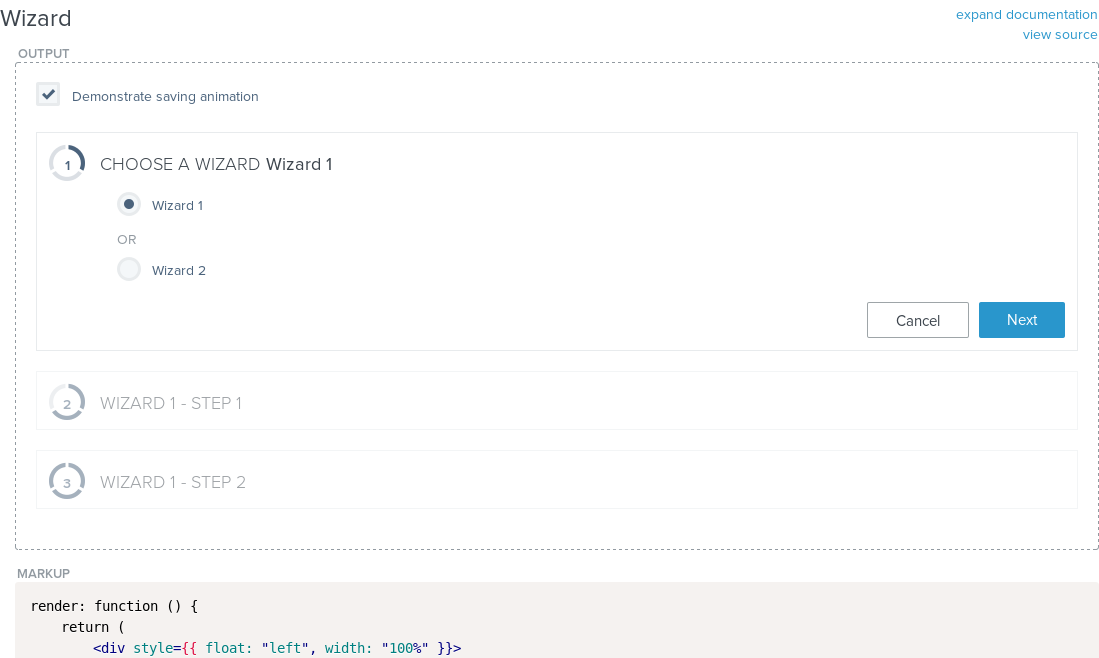 Wizard
expand documentation
view source
OUTPUT
Demonstrate saving animation
1 CHOOSE A WIZARD Wizard 1
Wizard 1
OR
Wizard 2
Cancel Next
2 WIZARD 1 - STEP 1
3 WIZARD 1 - STEP 2
MARKUP
render: function () {
return (
<div style={{ float: "left", width: "100%" }}>